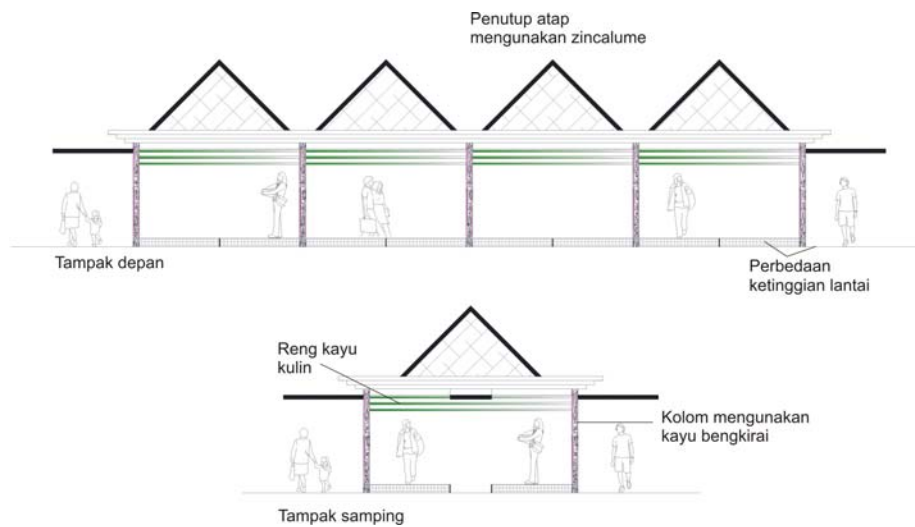 Penutup atap
mengunakan zincalume
Tampak depan
Perbedaan
ketinggian lantai
Reng kayu
kulin
Kolom mengunakan
kayu bengkirai
Tampak samping